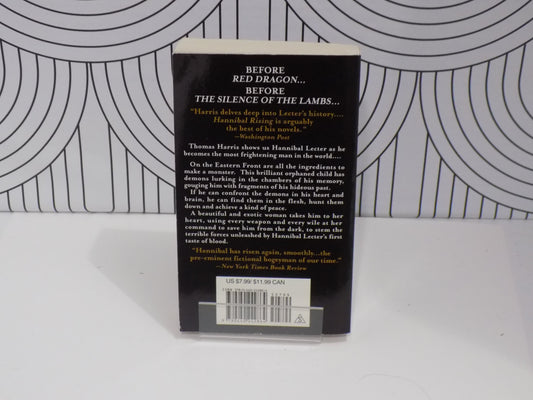 BEFORE
RED DRAGON...
BEFORE
THE SILENCE OF THE LAMBS...
"Harris delves deep into Lecter's history....
Hannibal Rising is arguably
the best of his novels."
—Washington Post
Thomas Harris shows us Hannibal Lecter as he
becomes the most frightening man in the world....
On the Eastern Front are all the ingredients to
make a monster. This brilliant orphaned child has
demons lurking in the chambers of his memory,
gouging him with fragments of his hideous past.
If he can confront the demons in his heart and
brain, he can find them in the flesh, hunt them
down and achieve a kind of peace.
A beautiful and exotic woman takes him to her
heart, using every weapon and every wile at her
command to save him from the dark, to stem the
terrible forces unleashed by Hannibal Lecter's first
taste of blood.
"Hannibal has risen again, smoothly...the
pre-eminent fictional bogeyman of our time."
—New York Times Book Review
US $7.99/ $11.99 CAN